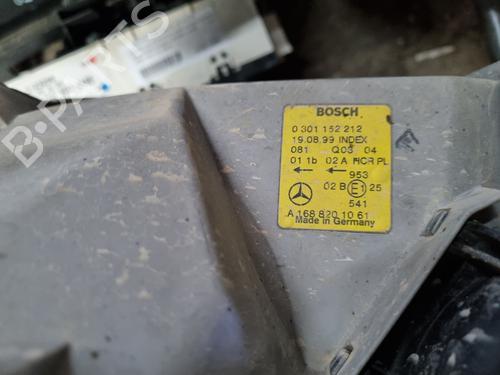 B-PARTS
BOSCH
0 301 152 212
19.08.99 INDEX
081 Q03 04
01 1b 02 A HCR PL
953
02 B E1 25
541
A 168 820 10 61
Made in Germany